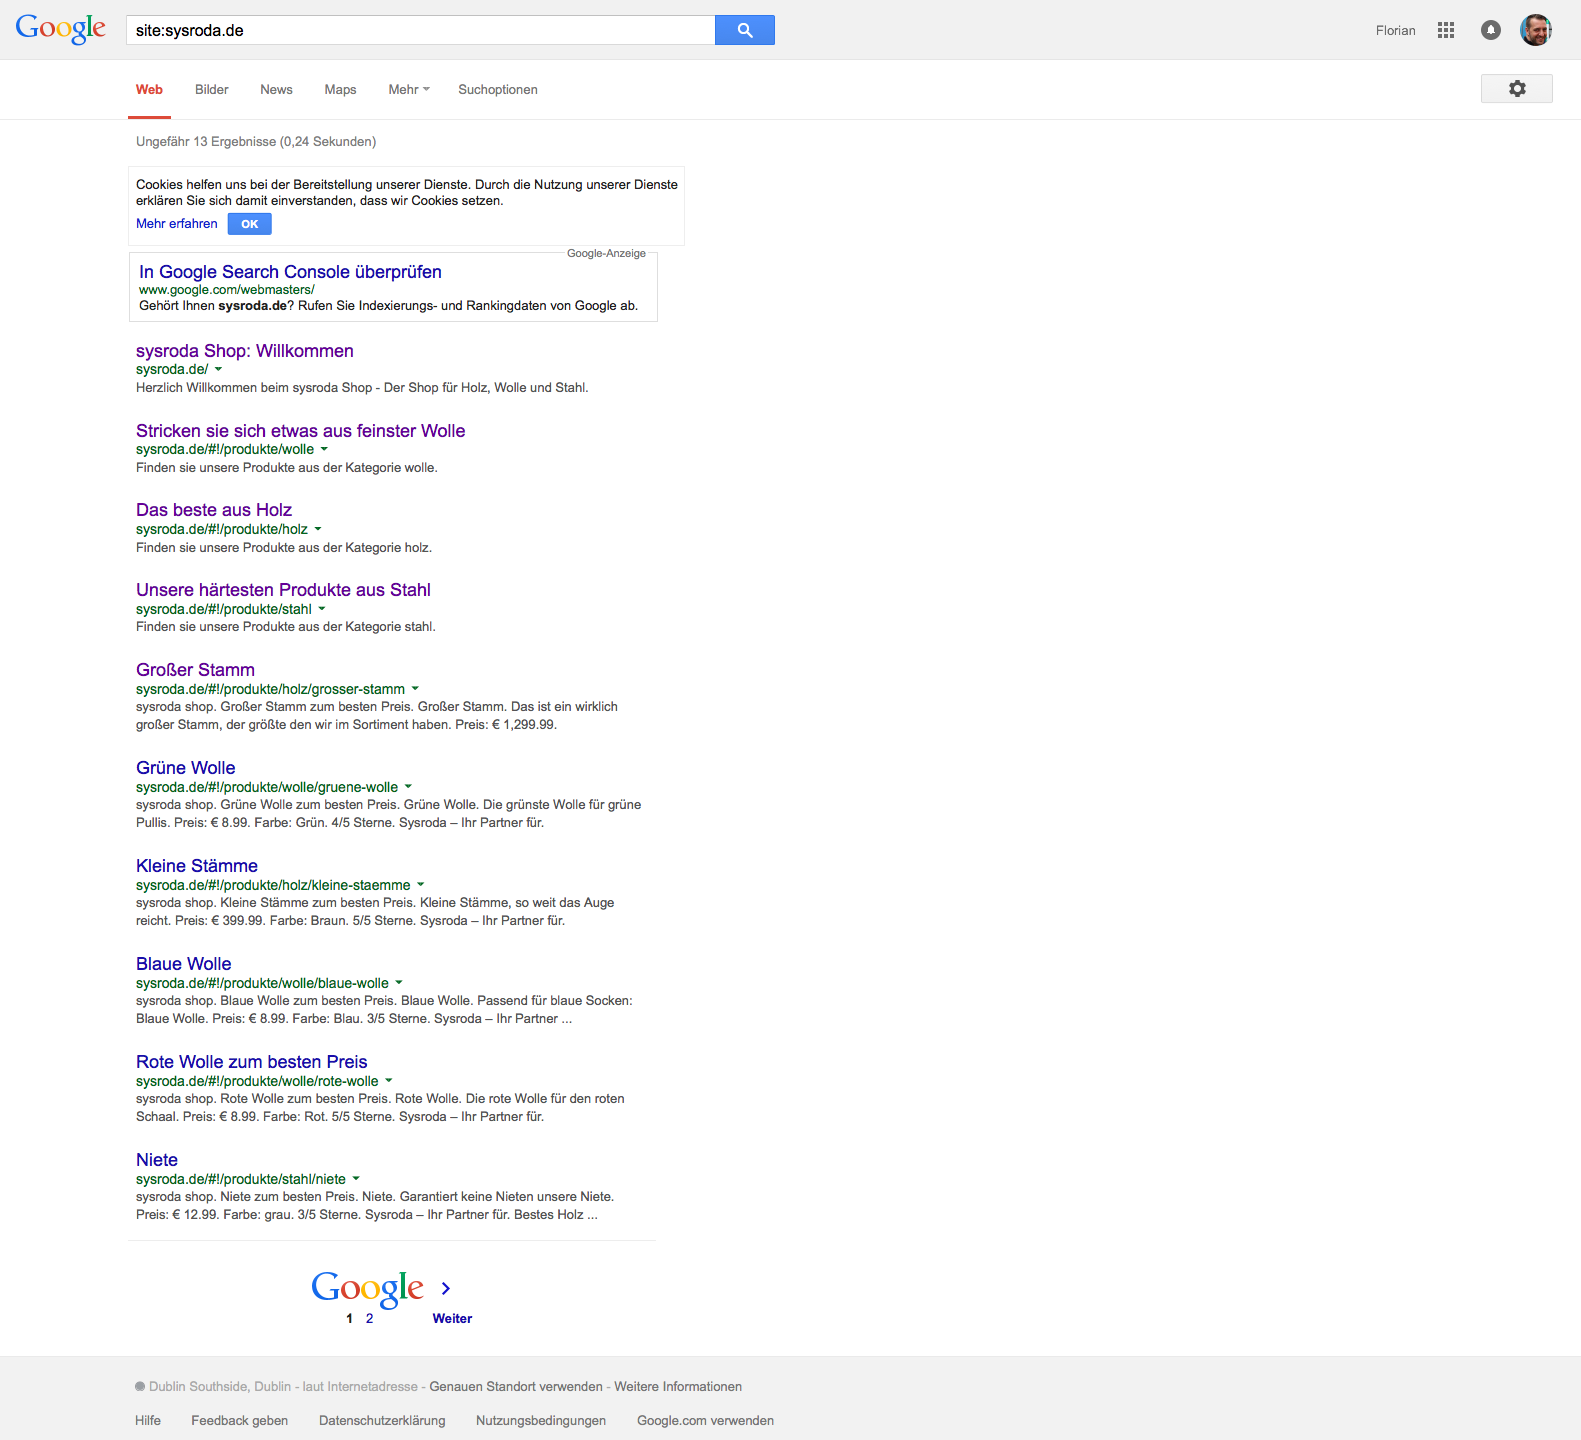 Google
site:sysroda.de
Florian
Web Bilder News Maps Mehr Suchoptionen
Ungefähr 13 Ergebnisse (0,24 Sekunden)
Cookies helfen uns bei der Bereitstellung unserer Dienste. Durch die Nutzung unserer Dienste
erklären Sie sich damit einverstanden, dass wir Cookies setzen.
Mehr erfahren OK
Google-Anzeige
In Google Search Console überprüfen
www.google.com/webmasters/
Gehört Ihnen sysroda.de? Rufen Sie Indexierungs- und Rankingdaten von Google ab.
sysroda Shop: Willkommen
sysroda.de/
Herzlich Willkommen beim sysroda Shop - Der Shop für Holz, Wolle und Stahl.
Stricken sie sich etwas aus feinster Wolle
sysroda.de/#!/produkte/wolle
Finden sie unsere Produkte aus der Kategorie wolle.
Das beste aus Holz
sysroda.de/#!/produkte/holz
Finden sie unsere Produkte aus der Kategorie holz.
Unsere härtesten Produkte aus Stahl
sysroda.de/#!/produkte/stahl
Finden sie unsere Produkte aus der Kategorie stahl.
Großer Stamm
sysroda.de/#!/produkte/holz/grosser-stamm
sysroda shop. Großer Stamm zum besten Preis. Großer Stamm. Das ist ein wirklich
großer Stamm, der größte den wir im Sortiment haben. Preis: € 1,299.99.
Grüne Wolle
sysroda.de/#!/produkte/wolle/gruene-wolle
sysroda shop. Grüne Wolle zum besten Preis. Grüne Wolle. Die grünste Wolle für grüne
Pullis. Preis: € 8.99. Farbe: Grün. 4/5 Sterne. Sysroda – Ihr Partner für.
Kleine Stämme
sysroda.de/#!/produkte/holz/kleine-staemme
sysroda shop. Kleine Stämme zum besten Preis. Kleine Stämme, so weit das Auge
reicht. Preis: € 399.99. Farbe: Braun. 5/5 Sterne. Sysroda – Ihr Partner für.
Blaue Wolle
sysroda.de/#!/produkte/wolle/blaue-wolle
sysroda shop. Blaue Wolle zum besten Preis. Blaue Wolle. Passend für blaue Socken:
Blaue Wolle. Preis: € 8.99. Farbe: Blau. 3/5 Sterne. Sysroda – Ihr Partner ...
Rote Wolle zum besten Preis
sysroda.de/#!/produkte/wolle/rote-wolle
sysroda shop. Rote Wolle zum besten Preis. Rote Wolle. Die rote Wolle für den roten
Schaal. Preis: € 8.99. Farbe: Rot. 5/5 Sterne. Sysroda – Ihr Partner für.
Niete
sysroda.de/#!/produkte/stahl/niete
sysroda shop. Niete zum besten Preis. Niete. Garantiert keine Nieten unsere Niete.
Preis: € 12.99. Farbe: grau. 3/5 Sterne. Sysroda – Ihr Partner für. Bestes Holz ...
Google
1 2 Weiter
Dublin Southside, Dublin - laut Internetadresse - Genauen Standort verwenden - Weitere Informationen
Hilfe Feedback geben Datenschutzerklärung Nutzungsbedingungen Google.com verwenden